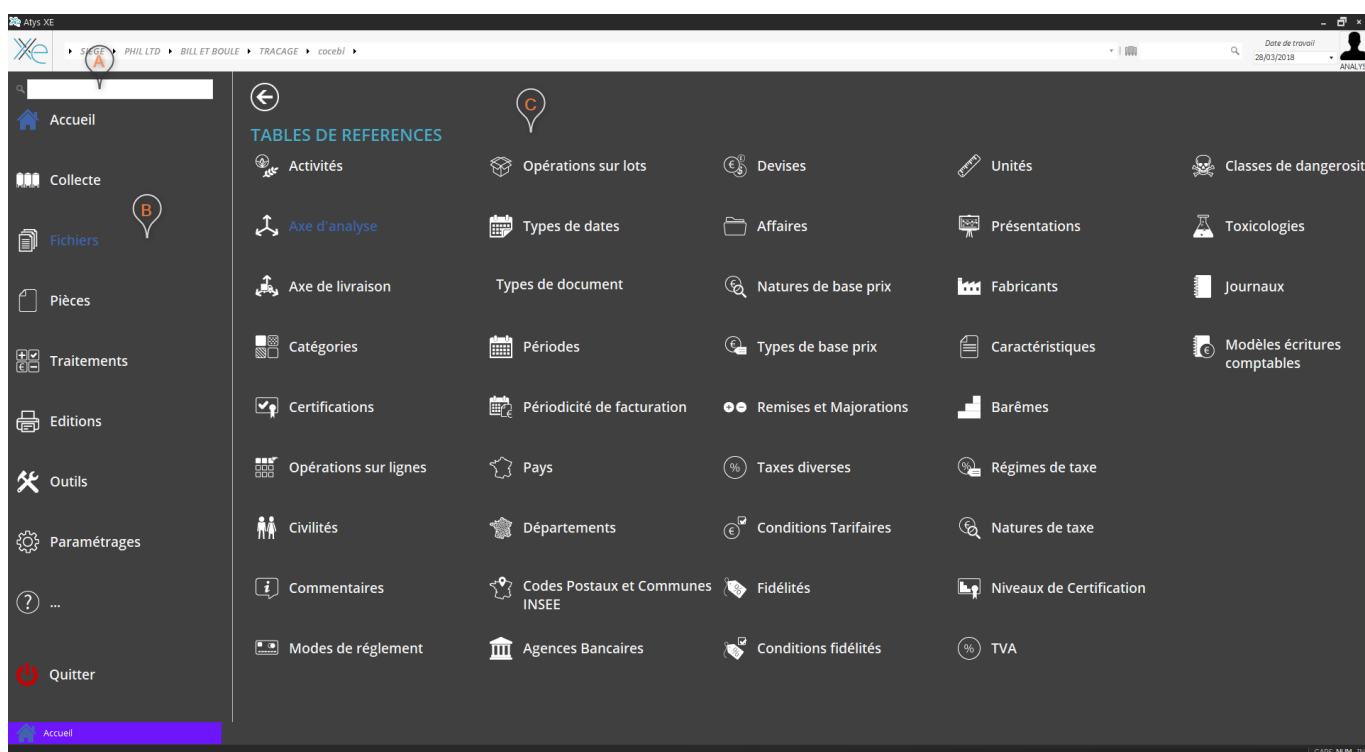 Atys XE
Xe
SIEGE PHIL LTD BILL ET BOULE TRACAGE cocebi
Date de travail
28/03/2018
ANALYS
A
B
C
Accueil
Collecte
Fichiers
Pièces
Traitements
Editions
Outils
Paramétrages
? ...
Quitter
Accueil
TABLES DE REFERENCES
Activités
Axe d'analyse
Axe de livraison
Catégories
Certifications
Opérations sur lignes
Civilités
Commentaires
Modes de réglement
Opérations sur lots
Types de dates
Types de document
Périodes
Périodicité de facturation
Pays
Départements
Codes Postaux et Communes
INSEE
Agences Bancaires
Devises
Affaires
Natures de base prix
Types de base prix
Remises et Majorations
Taxes diverses
Conditions Tarifaires
Fidélités
Conditions fidélités
Unités
Présentations
Fabricants
Caractéristiques
Barêmes
Régimes de taxe
Natures de taxe
Niveaux de Certification
TVA
Classes de dangerosit
Toxicologies
Journaux
Modèles écritures
comptables
CAPS NUM